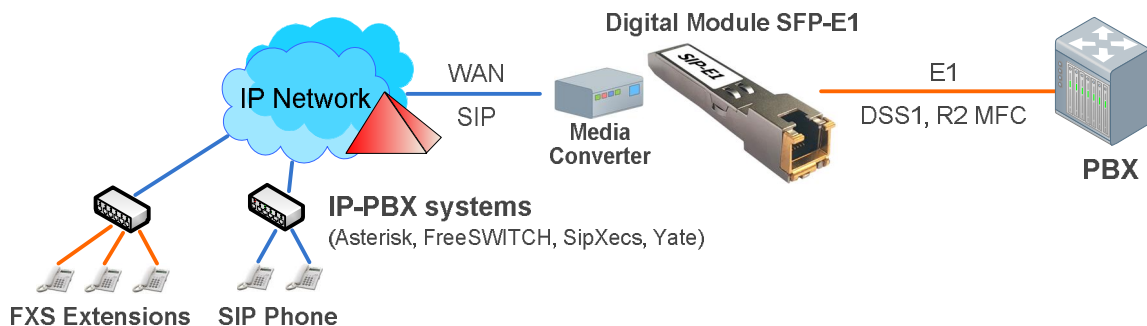 Digital Module SFP-E1
SIP-E1
IP Network
WAN
SIP
Media
Converter
E1
DSS1, R2 MFC
PBX
IP-PBX systems
(Asterisk, FreeSWITCH, SipXecs, Yate)
FXS Extensions
SIP Phone